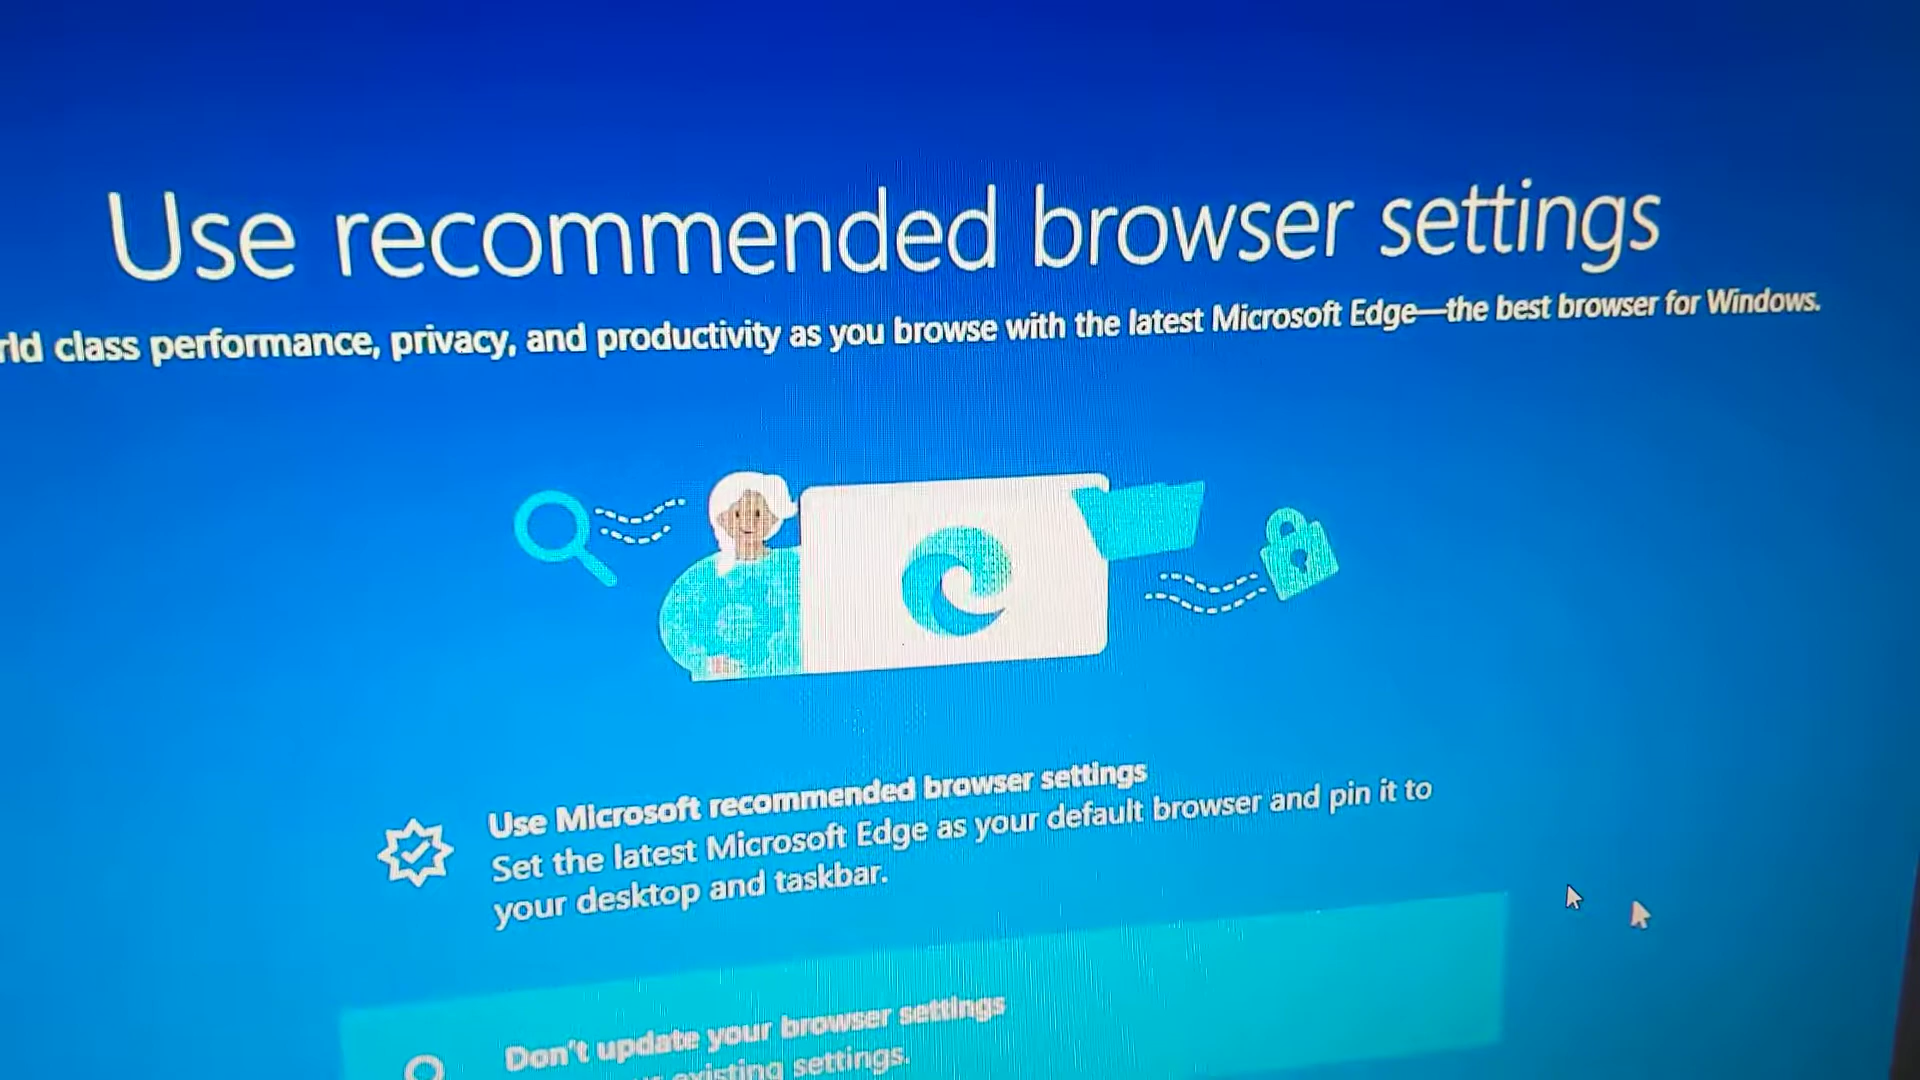 Use recommended browser settings
class performance, privacy, and productivity as you browse with the latest Microsoft Edge—the best browser for Windows.
Use Microsoft recommended browser settings
Set the latest Microsoft Edge as your default browser and pin it to
your desktop and taskbar.
Don't update your browser settings
existing settings.